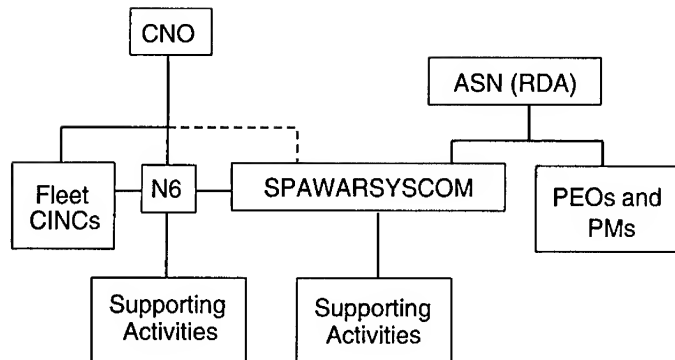 CNO
ASN (RDA)
Fleet
CINCs
N6
SPAWARSYSCOM
PEOs and
PMs
Supporting
Activities
Supporting
Activities